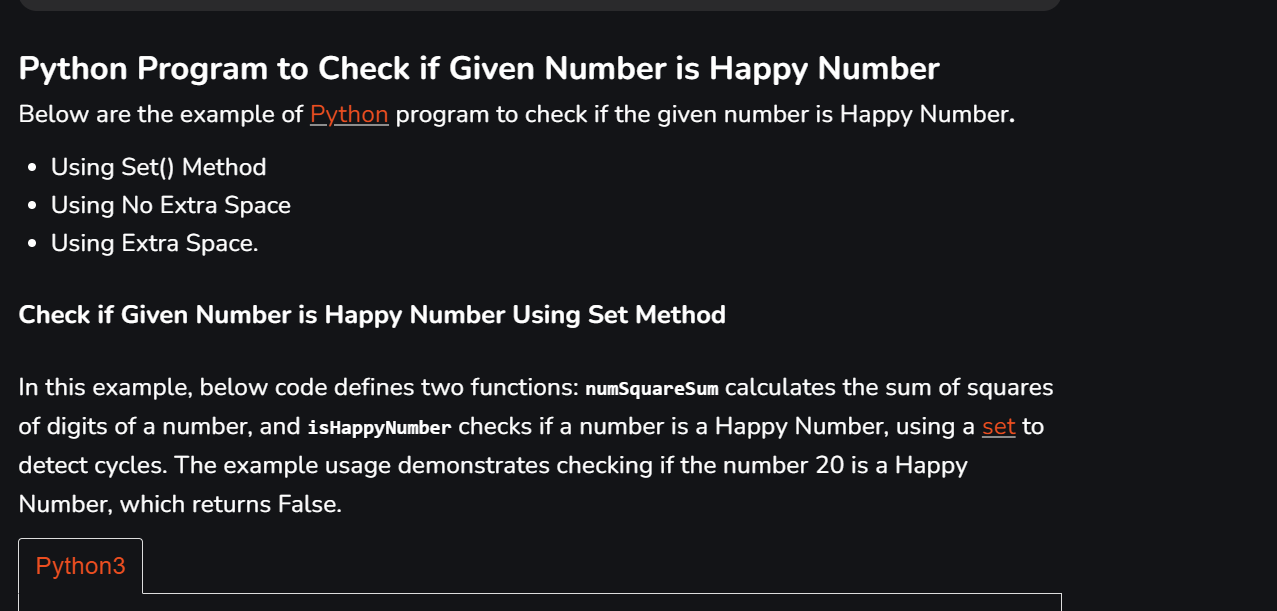 Python Program to Check if Given Number is Happy Number
Below are the example of Python program to check if the given number is Happy Number.
• Using Set() Method
• Using No Extra Space
• Using Extra Space.
Check if Given Number is Happy Number Using Set Method
In this example, below code defines two functions: numSquareSum calculates the sum of squares
of digits of a number, and isHappyNumber checks if a number is a Happy Number, using a set to
detect cycles. The example usage demonstrates checking if the number 20 is a Happy
Number, which returns False.
Python3